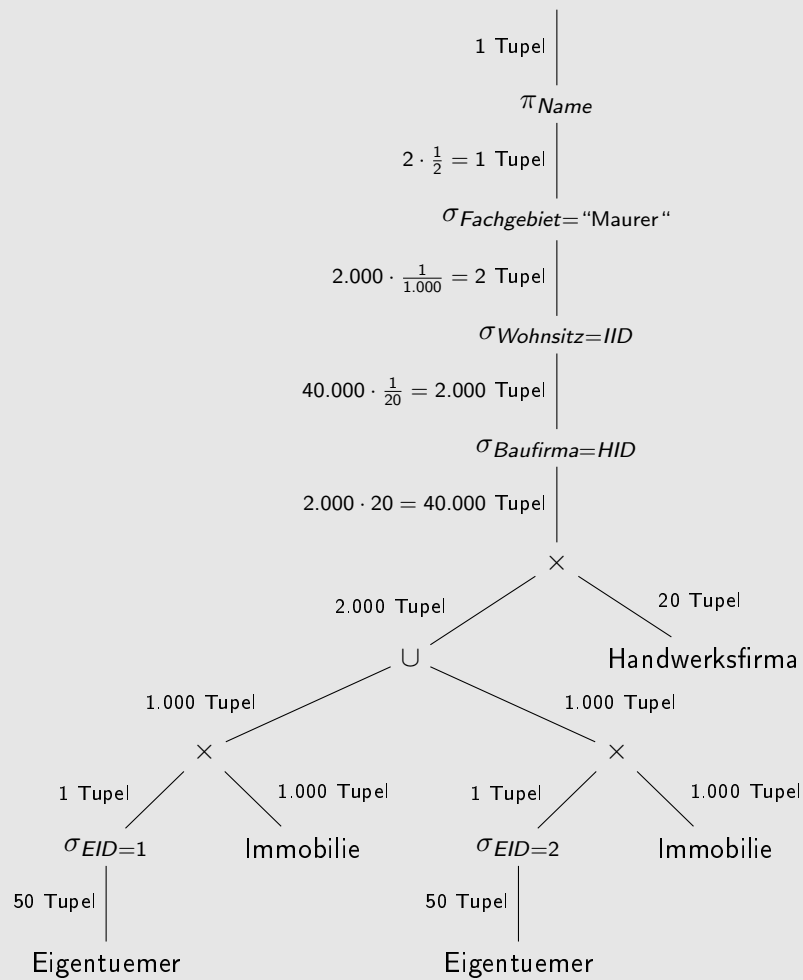 1 Tupel
π Name
2 · 1/2 = 1 Tupel
σ Fachgebiet=“Maurer“
2.000 · 1/1.000 = 2 Tupel
σ Wohnsitz=IID
40.000 · 1/20 = 2.000 Tupel
σ Baufirma=HID
2.000 · 20 = 40.000 Tupel
×
2.000 Tupel 20 Tupel
∪ Handwerksfirma
1.000 Tupel 1.000 Tupel
× ×
1 Tupel 1.000 Tupel 1 Tupel 1.000 Tupel
σ EID=1 Immobilie σ EID=2 Immobilie
50 Tupel 50 Tupel
Eigentuemer Eigentuemer